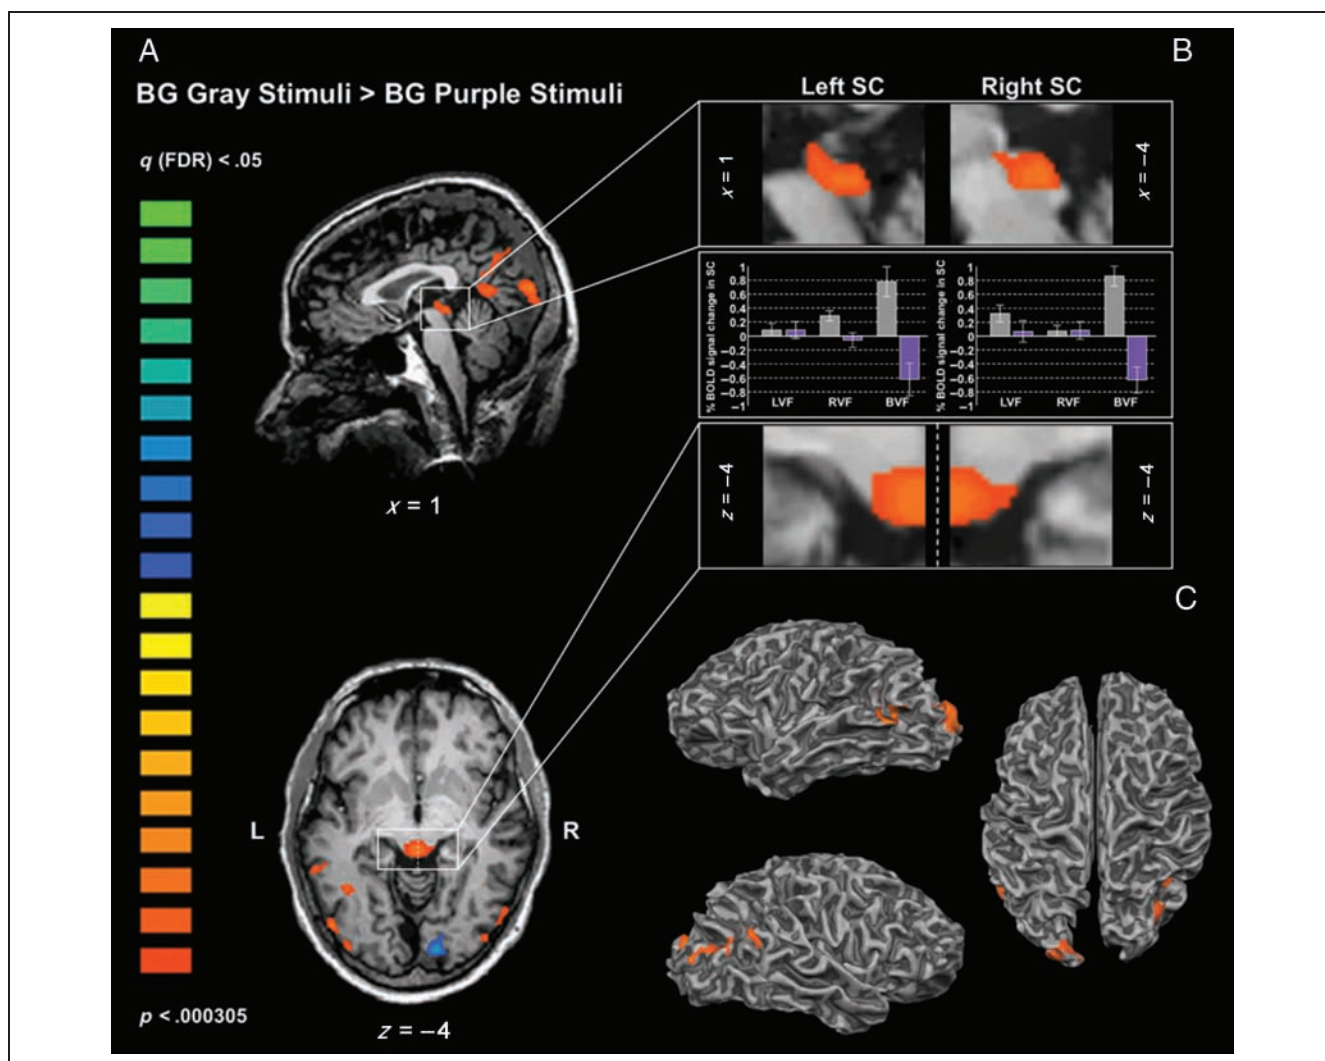 A
BG Gray Stimuli > BG Purple Stimuli
q (FDR) < .05
x = 1
L
R
z = −4
p < .000305
B
Left SC
Right SC
x = 1
x = −4
% BOLD signal change in SC
1
0.8
0.6
0.4
0.2
0
−0.2
−0.4
−0.6
−0.8
−1
LVF
RVF
BVF
% BOLD signal change in SC
1
0.8
0.6
0.4
0.2
0
−0.2
−0.4
−0.6
−0.8
−1
LVF
RVF
BVF
z = −4
z = −4
C